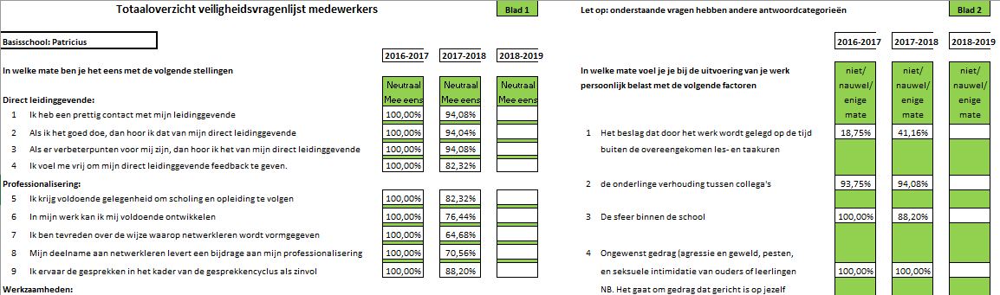 Totaaloverzicht veiligheidsvragenlijst medewerkers Blad 1
Basisschool: Patricius
2016-2017 2017-2018 2018-2019
In welke mate ben je het eens met de volgende stellingen
Neutraal Neutraal Neutraal
Direct leidinggevende: Mee eens Mee eens Mee eens
1 Ik heb een prettig contact met mijn leidinggevende 100,00% 94,08%
2 Als ik het goed doe, dan hoor ik dat van mijn direct leidinggevende 100,00% 94,04%
3 Als er verbeterpunten voor mij zijn, dan hoor ik het van mijn direct leidinggevende 100,00% 94,08%
4 Ik voel me vrij om mijn direct leidinggevende feedback te geven. 100,00% 82,32%
Professionalisering:
5 Ik krijg voldoende gelegenheid om scholing en opleiding te volgen 100,00% 82,32%
6 In mijn werk kan ik mij voldoende ontwikkelen 100,00% 76,44%
7 Ik ben tevreden over de wijze waarop netwerkleren wordt vormgegeven 100,00% 64,68%
8 Mijn deelname aan netwerkleren levert een bijdrage aan mijn professionalisering 100,00% 70,56%
9 Ik ervaar de gesprekken in het kader van de gesprekkencyclus als zinvol 100,00% 88,20%
Werkzaamheden:
Let op: onderstaande vragen hebben andere antwoordcategorieën Blad 2
2016-2017 2017-2018 2018-2019
In welke mate voel je je bij de uitvoering van je werk niet/ niet/ niet/
persoonlijk belast met de volgende factoren nauwel/ nauwel/ nauwel/
enige enige enige
mate mate mate
1 Het beslag dat door het werk wordt gelegd op de tijd 18,75% 41,16%
buiten de overeengekomen les- en taakuren
2 de onderlinge verhouding tussen collega's 93,75% 94,08%
3 De sfeer binnen de school 100,00% 88,20%
4 Ongewenst gedrag (agressie en geweld, pesten,
en seksuele intimidatie van ouders of leerlingen 100,00% 100,00%
NB. Het gaat om gedrag dat gericht is op jezelf